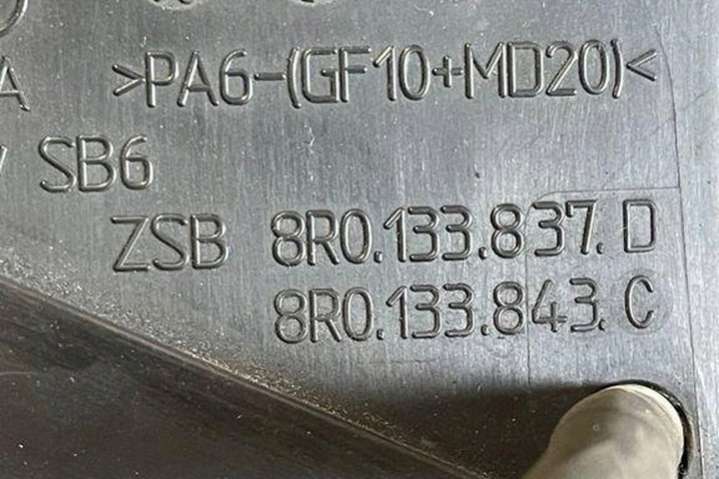 A >PA6-(GF10+MD20)<
SB6
ZSB 8R0.133.837. D
8R0.133.843. C